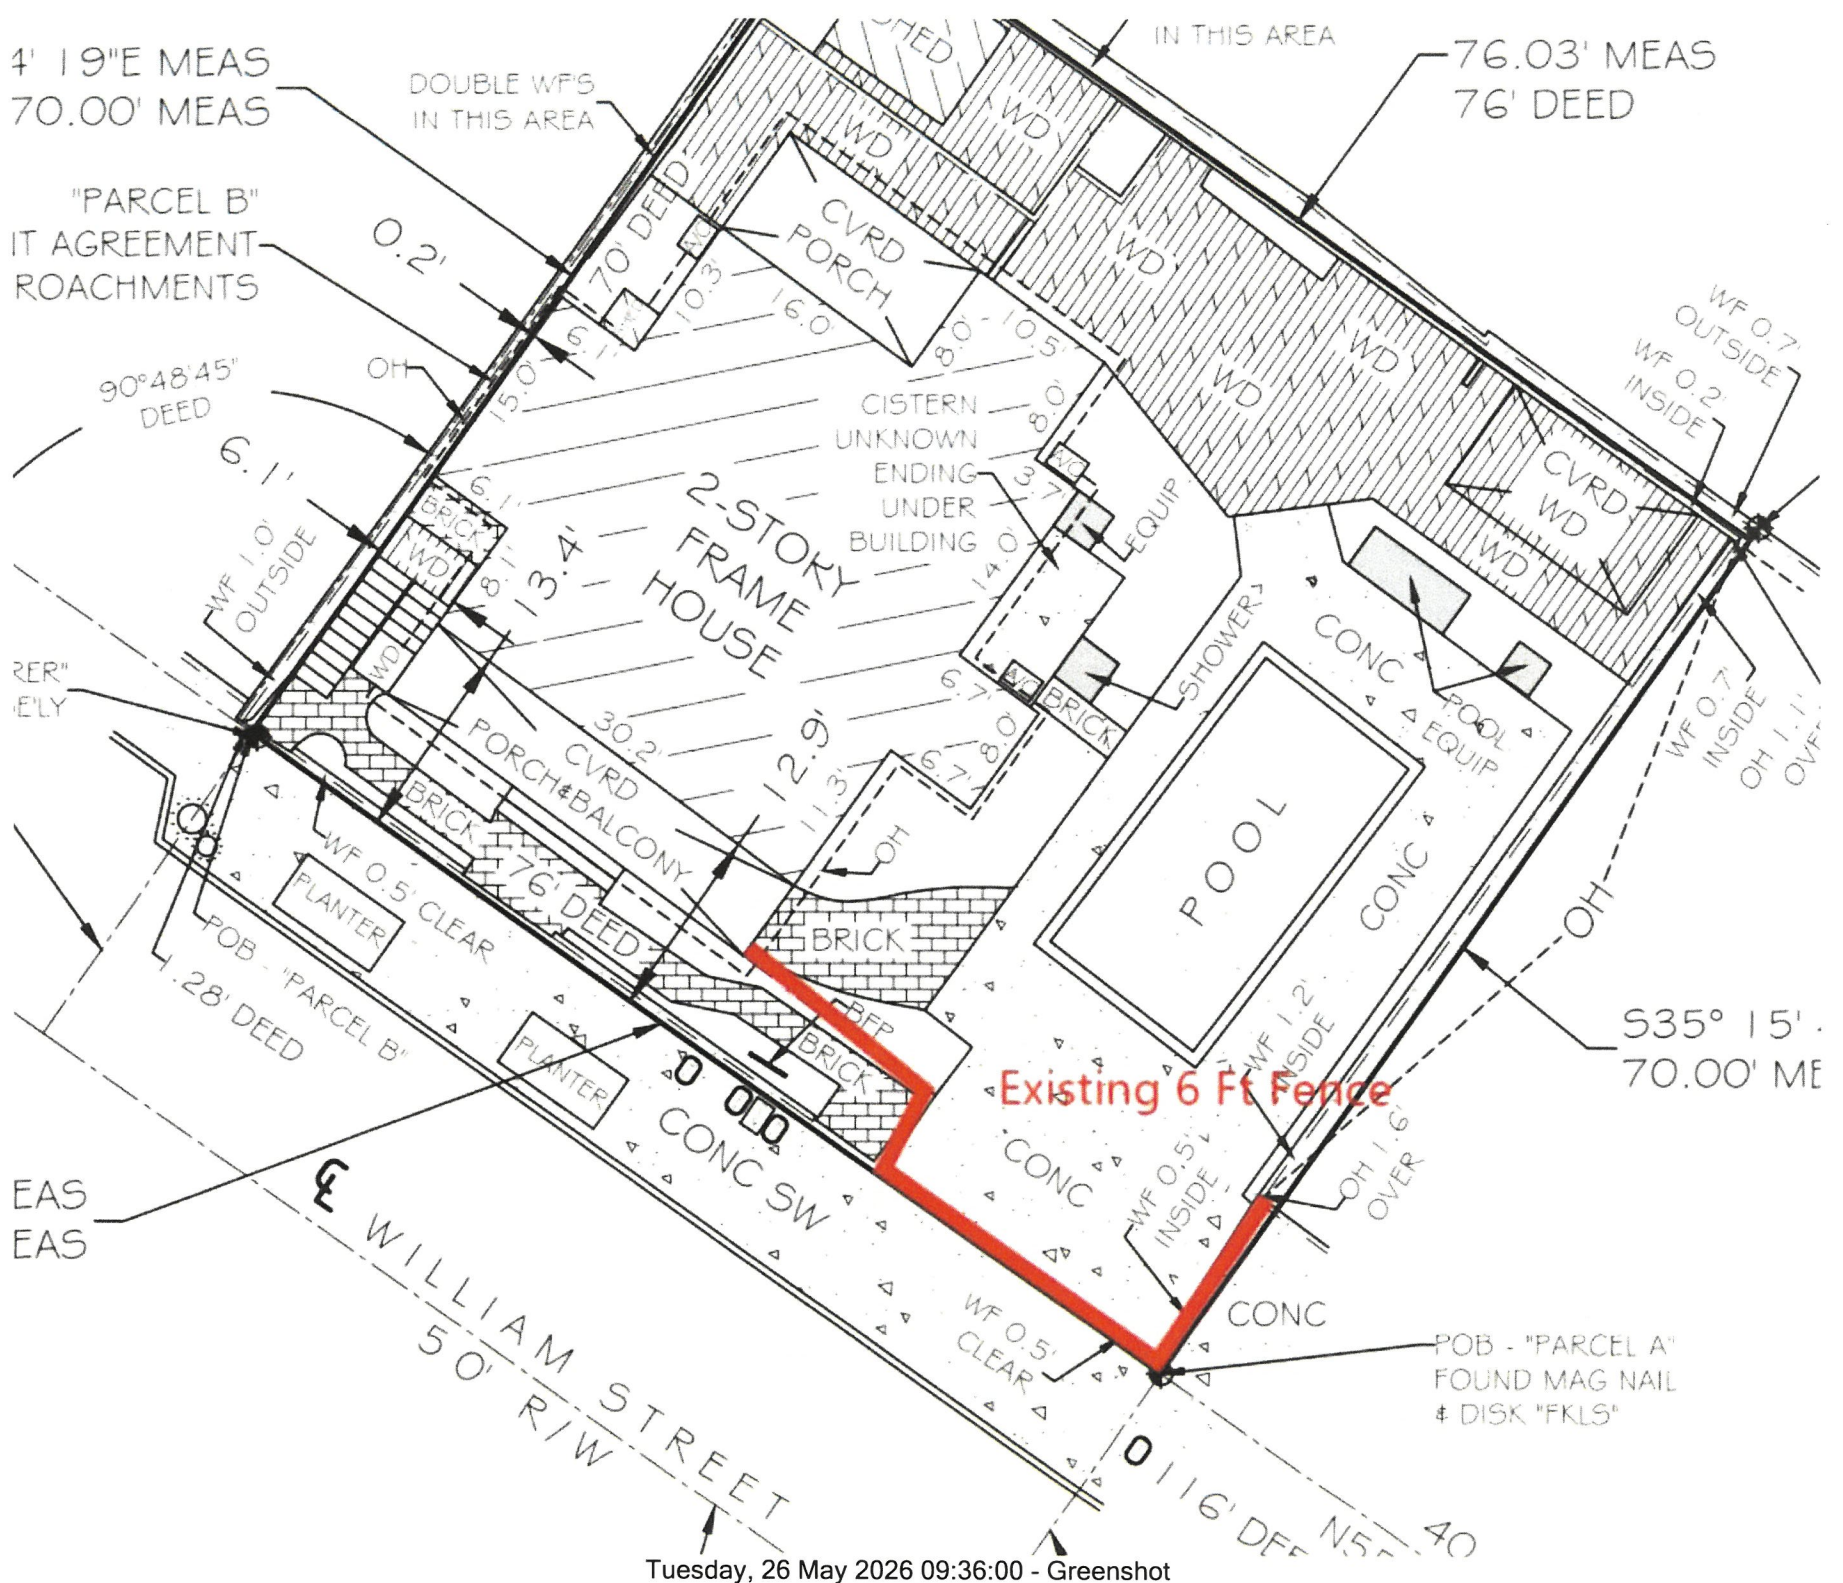 4' 19"E MEAS
70.00' MEAS
DOUBLE WF'S
IN THIS AREA
SHED
IN THIS AREA
76.03' MEAS
76' DEED
"PARCEL B"
IT AGREEMENT
ROACHMENTS
0.2'
70' DEED
WD
WD
CVRD
PORCH
WD
WD
WD
WD
CVRD
WD
WF 0.7'
OUTSIDE
WF 0.2'
INSIDE
90°48'45"
DEED
OH
6.1'
10.3'
16.0'
8.0'
10.5'
8.0'
15.0'
6.1'
6.1'
CISTERN
UNKNOWN
ENDING
UNDER
BUILDING
3.7'
14.0'
EQUIP
WF 1.0'
OUTSIDE
BRICK
WD
WD
13.4'
2-STORY
FRAME
HOUSE
SHOWER
CONC
POOL
EQUIP
WF 0.7'
INSIDE
OH 1.1'
RER"
E'LY
6.7'
BRICK
8.0'
6.7'
30.2'
CVRD
PORCH & BALCONY
12.9'
11.3'
OH
BRICK
WF 0.5' CLEAR
76' DEED
PLANTER
POOL
CONC
OH
BRICK
POB - "PARCEL B"
1.28' DEED
PLANTER
BFP
BRICK
Existing 6 Ft Fence
WF 1.2'
INSIDE
S35° 15'
70.00' ME
CONC SW
CONC
WF 0.5'
INSIDE
OH 1.6'
OVER
EAS
EAS
CL
WILLIAM STREET
50'
R/W
WF 0.5'
CLEAR
CONC
POB - "PARCEL A"
FOUND MAG NAIL
& DISK "FKLS"
116' DEE
40
Tuesday, 26 May 2026 09:36:00 - Greenshot